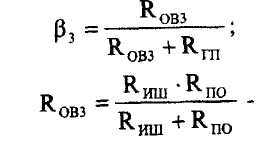 β₃ = R_ОВЗ / (R_ОВЗ + R_ГП) ;
R_ОВЗ = (R_ИШ · R_ПО) / (R_ИШ + R_ПО) -